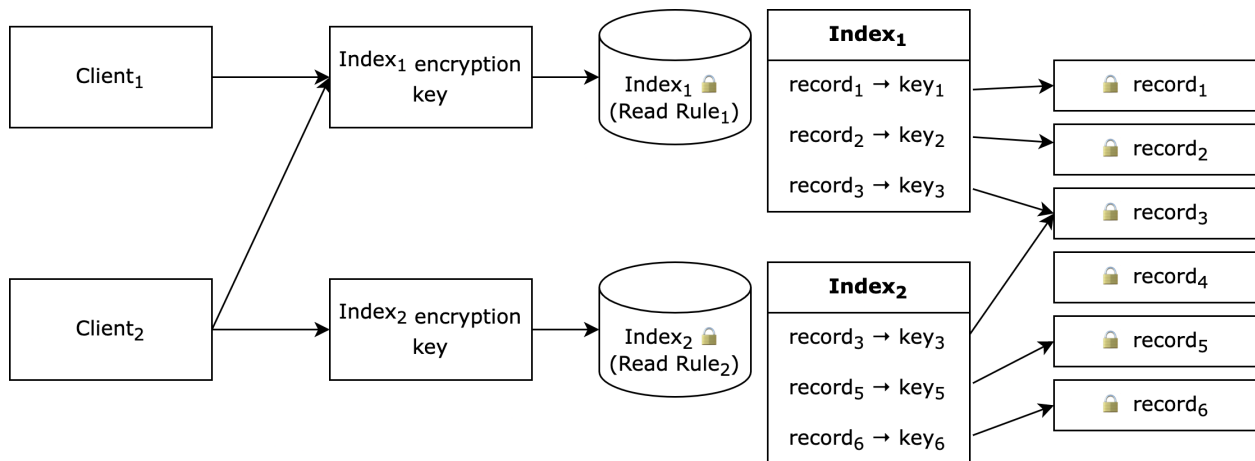 Client₁
Index₁ encryption
key
Index₁ 🔒
(Read Rule₁)
Index₁
record₁ → key₁
record₂ → key₂
record₃ → key₃
🔒 record₁
🔒 record₂
🔒 record₃
🔒 record₄
🔒 record₅
🔒 record₆
Client₂
Index₂ encryption
key
Index₂ 🔒
(Read Rule₂)
Index₂
record₃ → key₃
record₅ → key₅
record₆ → key₆